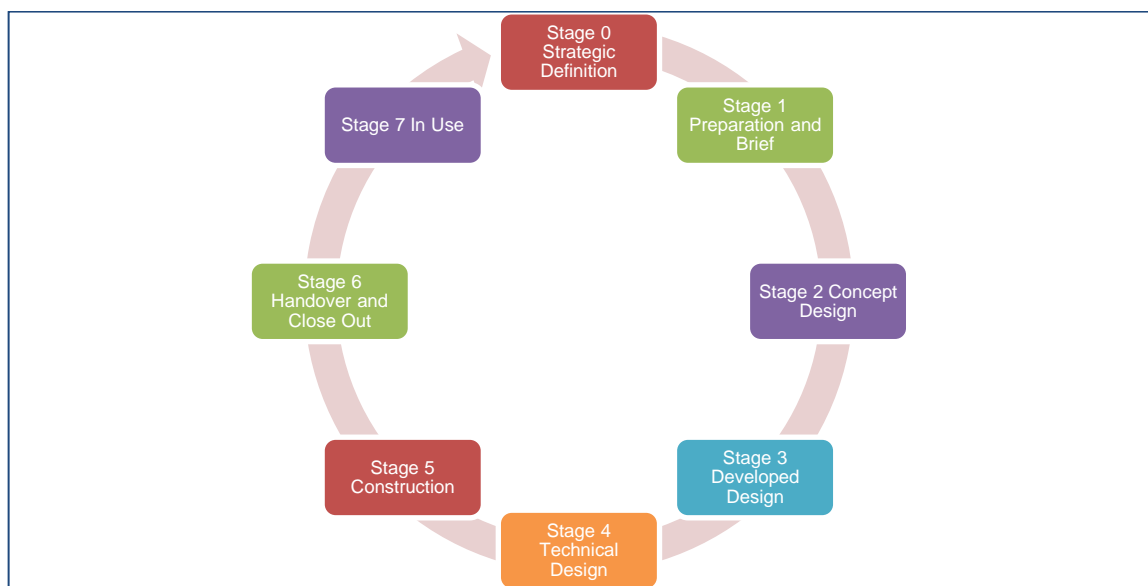 Stage 0
Strategic
Definition
Stage 1
Preparation and
Brief
Stage 2 Concept
Design
Stage 3
Developed
Design
Stage 4
Technical
Design
Stage 5
Construction
Stage 6
Handover and
Close Out
Stage 7 In Use